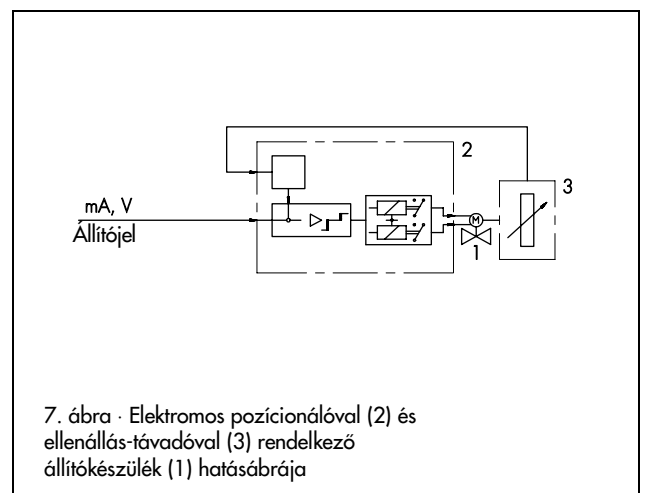 2
3
mA, V
Állítójel
M
1
7. ábra · Elektromos pozícionálóval (2) és
ellenállás-távadóval (3) rendelkező
állítókészülék (1) hatásábrája